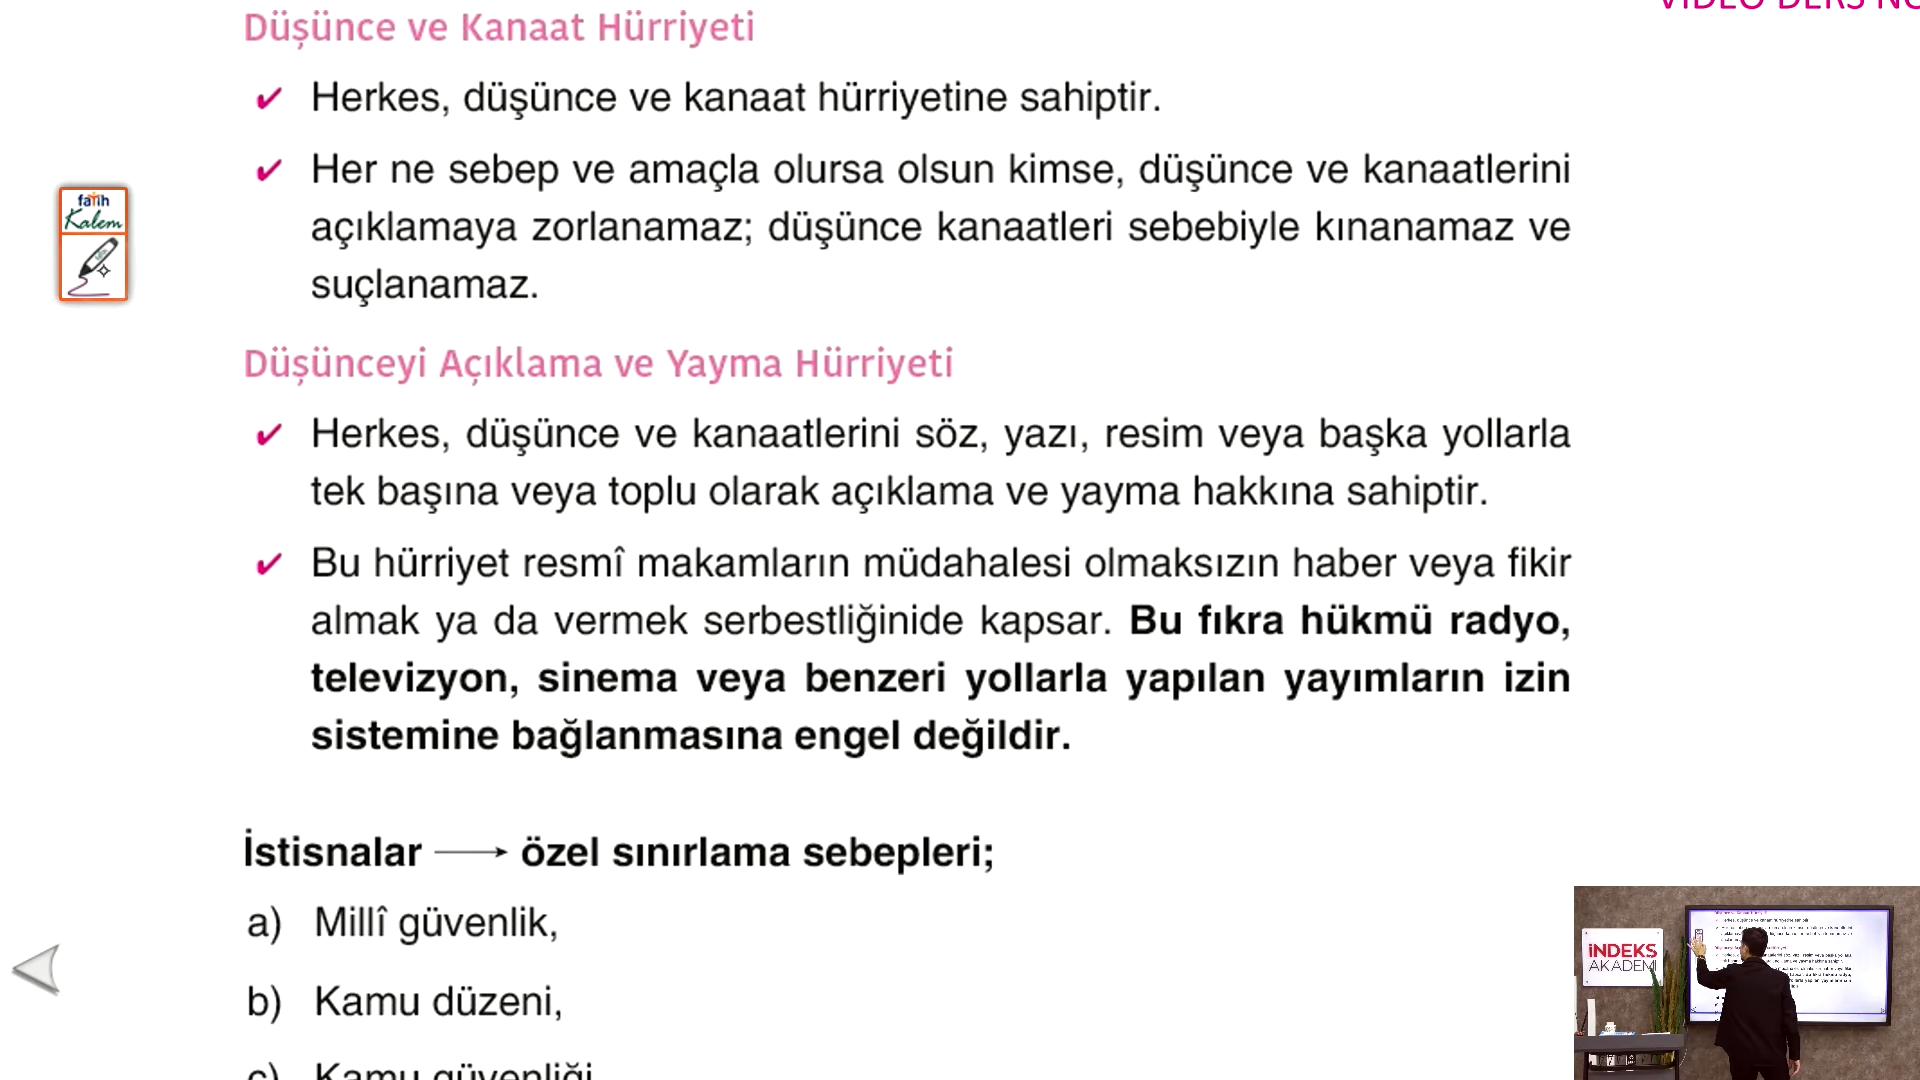 VİDEO DERS
Düşünce ve Kanaat Hürriyeti
✔ Herkes, düşünce ve kanaat hürriyetine sahiptir.
✔ Her ne sebep ve amaçla olursa olsun kimse, düşünce ve kanaatlerini
açıklamaya zorlanamaz; düşünce kanaatleri sebebiyle kınanamaz ve
suçlanamaz.
fatih
Kalem
Düşünceyi Açıklama ve Yayma Hürriyeti
✔ Herkes, düşünce ve kanaatlerini söz, yazı, resim veya başka yollarla
tek başına veya toplu olarak açıklama ve yayma hakkına sahiptir.
✔ Bu hürriyet resmî makamların müdahalesi olmaksızın haber veya fikir
almak ya da vermek serbestliğinide kapsar. Bu fıkra hükmü radyo,
televizyon, sinema veya benzeri yollarla yapılan yayımların izin
sistemine bağlanmasına engel değildir.
İstisnalar → özel sınırlama sebepleri;
a) Millî güvenlik,
b) Kamu düzeni,
c) Kamu güvenliği
İNDEKS
AKADEMİ